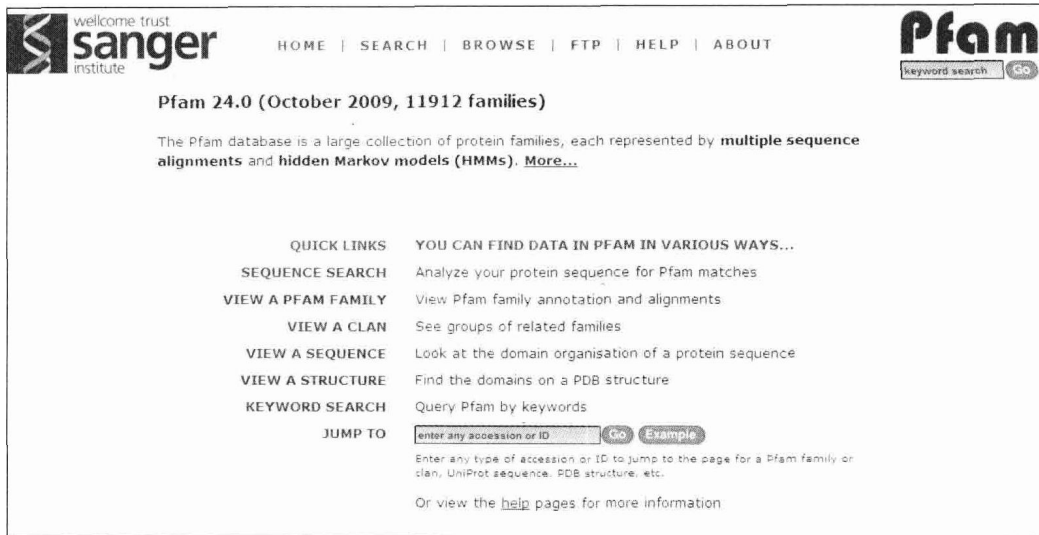 wellcome trust
sanger
institute
HOME | SEARCH | BROWSE | FTP | HELP | ABOUT
Pfam
keyword search Go
Pfam 24.0 (October 2009, 11912 families)
The Pfam database is a large collection of protein families, each represented by multiple sequence
alignments and hidden Markov models (HMMs). More...
QUICK LINKS YOU CAN FIND DATA IN PFAM IN VARIOUS WAYS...
SEQUENCE SEARCH Analyze your protein sequence for Pfam matches
VIEW A PFAM FAMILY View Pfam family annotation and alignments
VIEW A CLAN See groups of related families
VIEW A SEQUENCE Look at the domain organisation of a protein sequence
VIEW A STRUCTURE Find the domains on a PDB structure
KEYWORD SEARCH Query Pfam by keywords
JUMP TO enter any accession or ID Go Example
Enter any type of accession or ID to jump to the page for a Pfam family or
clan, UniProt sequence, PDB structure, etc.
Or view the help pages for more information